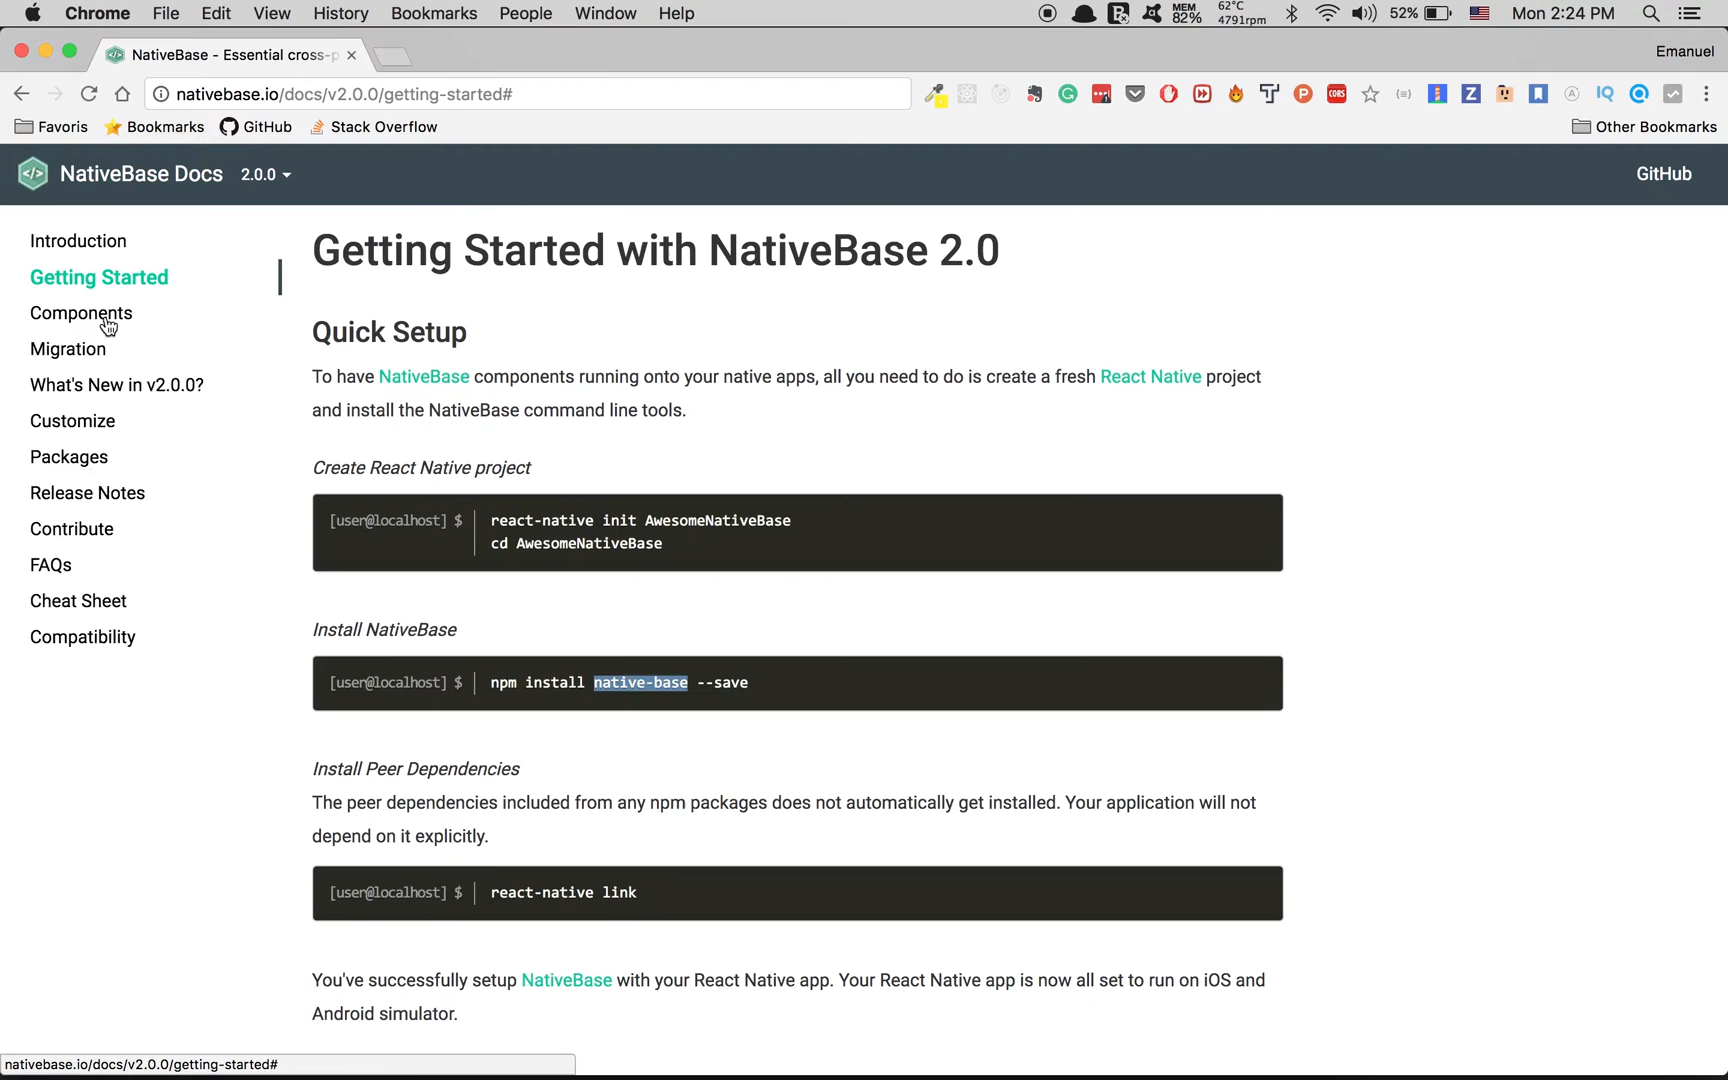 Chrome File Edit View History Bookmarks People Window Help MEM 82% 62°C 4791rpm 52% Mon 2:24 PM
NativeBase - Essential cross-p
Emanuel
nativebase.io/docs/v2.0.0/getting-started#
Favoris Bookmarks GitHub Stack Overflow Other Bookmarks
NativeBase Docs 2.0.0 GitHub
Introduction
Getting Started
Components
Migration
What's New in v2.0.0?
Customize
Packages
Release Notes
Contribute
FAQs
Cheat Sheet
Compatibility
Getting Started with NativeBase 2.0
Quick Setup
To have NativeBase components running onto your native apps, all you need to do is create a fresh React Native project
and install the NativeBase command line tools.
Create React Native project
[user@localhost] $ react-native init AwesomeNativeBase
cd AwesomeNativeBase
Install NativeBase
[user@localhost] $ npm install native-base --save
Install Peer Dependencies
The peer dependencies included from any npm packages does not automatically get installed. Your application will not
depend on it explicitly.
[user@localhost] $ react-native link
You've successfully setup NativeBase with your React Native app. Your React Native app is now all set to run on iOS and
Android simulator.
nativebase.io/docs/v2.0.0/getting-started#